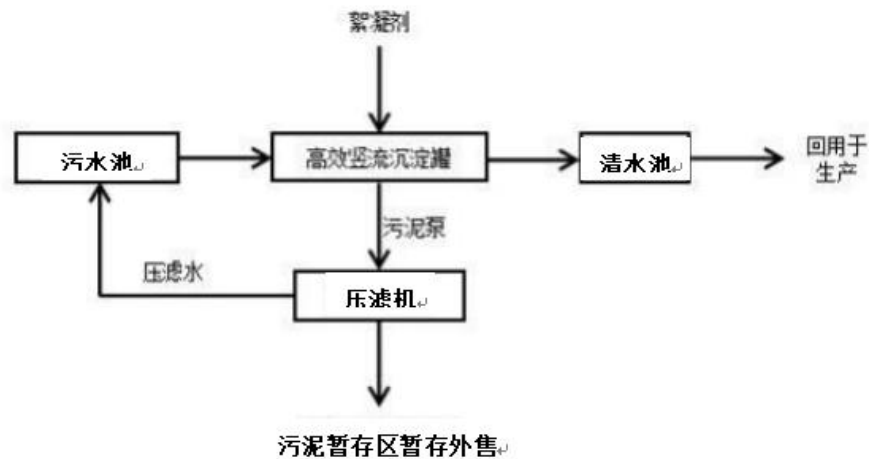 絮凝剂
污水池
高效竖流沉淀罐
清水池
回用于
生产
污泥泵
压滤水
压滤机
污泥暂存区暂存外售